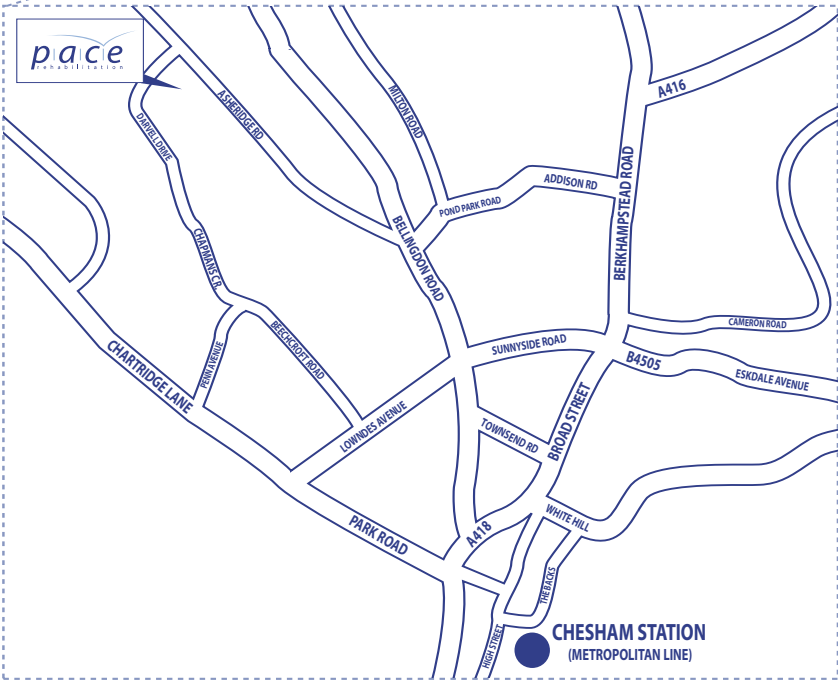 pace
rehabilitation
ASHERIDGE RD
MILTON ROAD
A416
DARVELL DRIVE
ADDISON RD
POND PARK ROAD
BERKHAMPSTEAD ROAD
BELLINGDON ROAD
CHAPMANS CR.
CAMERON ROAD
SUNNYSIDE ROAD
BEECHCROFT ROAD
PENN AVENUE
B4505
ESKDALE AVENUE
CHARTRIDGE LANE
LOWNDES AVENUE
BROAD STREET
TOWNSEND RD
WHITE HILL
A418
PARK ROAD
THE BACKS
HIGH STREET
CHESHAM STATION
(METROPOLITAN LINE)